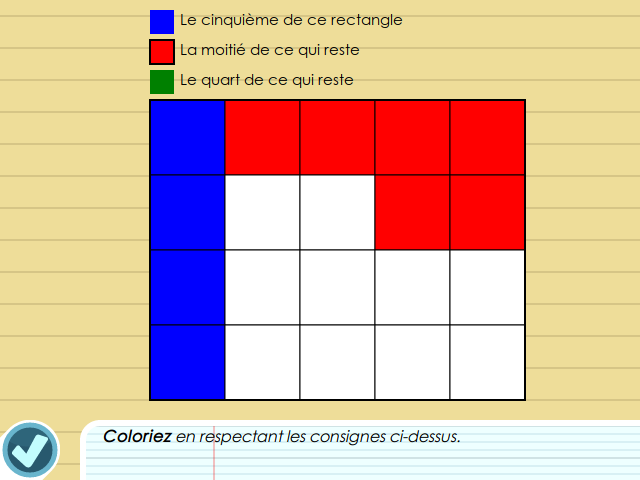 Le cinquième de ce rectangle
La moitié de ce qui reste
Le quart de ce qui reste
Coloriez en respectant les consignes ci-dessus.